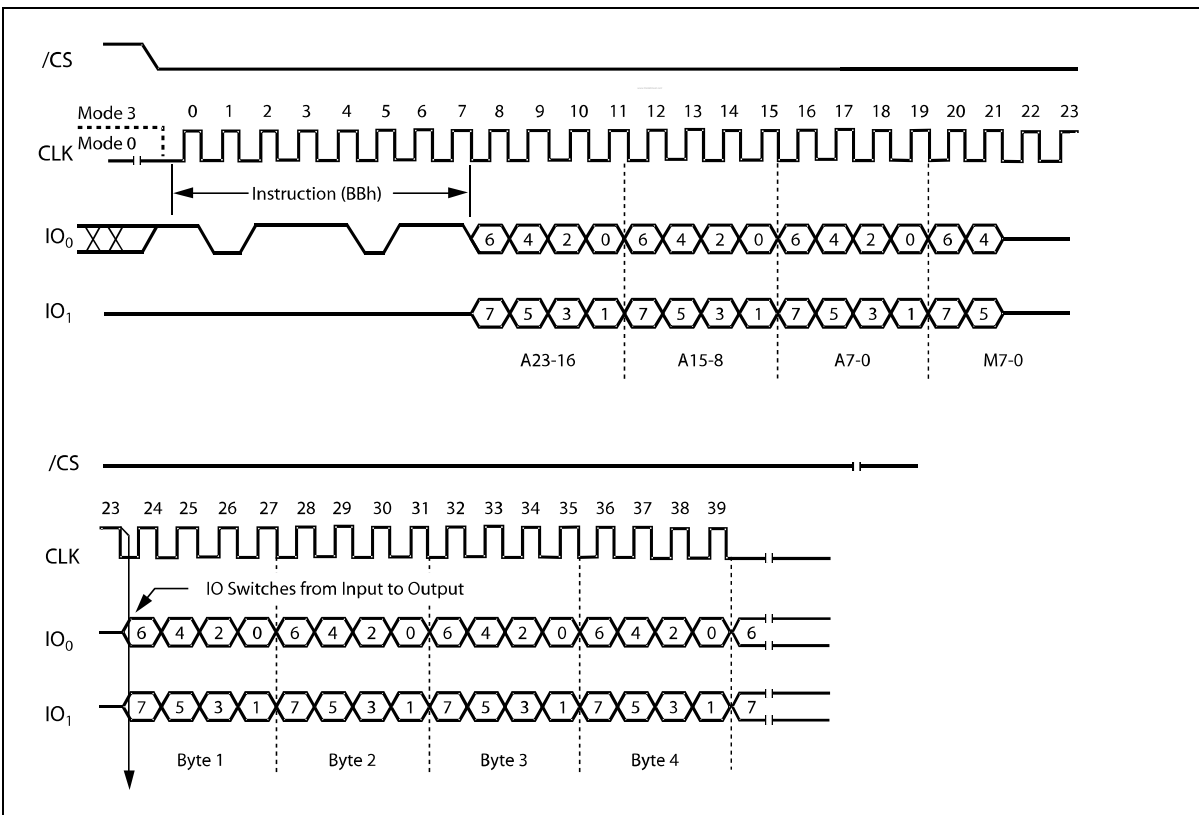 /CS
Mode 3
0 1 2 3 4 5 6 7 8 9 10 11 12 13 14 15 16 17 18 19 20 21 22 23
Mode 0
CLK
Instruction (BBh)
IO0 6 4 2 0 6 4 2 0 6 4 2 0 6 4
IO1 7 5 3 1 7 5 3 1 7 5 3 1 7 5
A23-16 A15-8 A7-0 M7-0
/CS
23 24 25 26 27 28 29 30 31 32 33 34 35 36 37 38 39
CLK
IO Switches from Input to Output
IO0 6 4 2 0 6 4 2 0 6 4 2 0 6 4 2 0 6
IO1 7 5 3 1 7 5 3 1 7 5 3 1 7 5 3 1 7
Byte 1 Byte 2 Byte 3 Byte 4